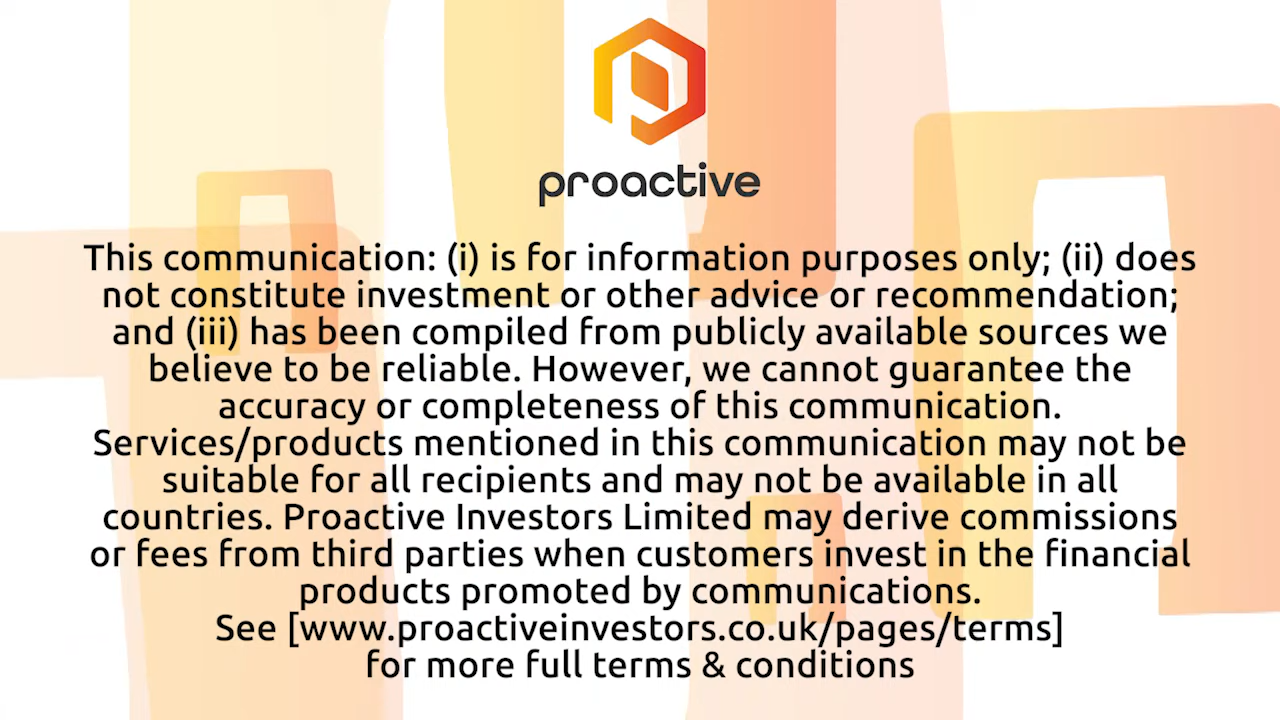 proactive
This communication: (i) is for information purposes only; (ii) does
not constitute investment or other advice or recommendation;
and (iii) has been compiled from publicly available sources we
believe to be reliable. However, we cannot guarantee the
accuracy or completeness of this communication.
Services/products mentioned in this communication may not be
suitable for all recipients and may not be available in all
countries. Proactive Investors Limited may derive commissions
or fees from third parties when customers invest in the financial
products promoted by communications.
See [www.proactiveinvestors.co.uk/pages/terms]
for more full terms & conditions